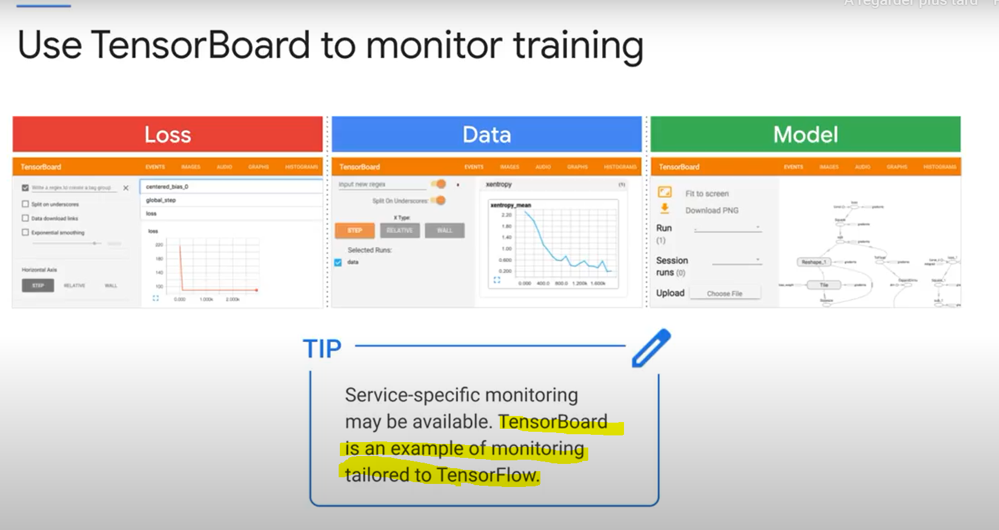 A regarder plus tard
Use TensorBoard to monitor training
Loss
TensorBoard
EVENTS IMAGES AUDIO GRAPHS HISTOGRAMS
Write a regex to create a tag group
Split on underscores
Data download links
Exponential smoothing
Horizontal Axis
STEP RELATIVE WALL
centered_bias_0
global_step
loss
loss
220
180
140
100
0.000 1.000k 2.000k
Data
TensorBoard
EVENTS IMAGES AUDIO GRAPHS HISTOGRAMS
input new regex
Split On Underscores:
X Type:
STEP RELATIVE WALL
Selected Runs:
data
xentropy (1)
xentropy_mean
2.20
1.80
1.40
1.00
0.600
0.200
0.000 400.0 800.0 1.200k 1.600k
Model
TensorBoard
EVENTS IMAGES AUDIO GRAPHS HISTOGRAMS
Fit to screen
Download PNG
Run
(1)
Session
runs (0)
Upload Choose File
Reshape_1
Tile
TIP
Service-specific monitoring
may be available. TensorBoard
is an example of monitoring
tailored to TensorFlow.